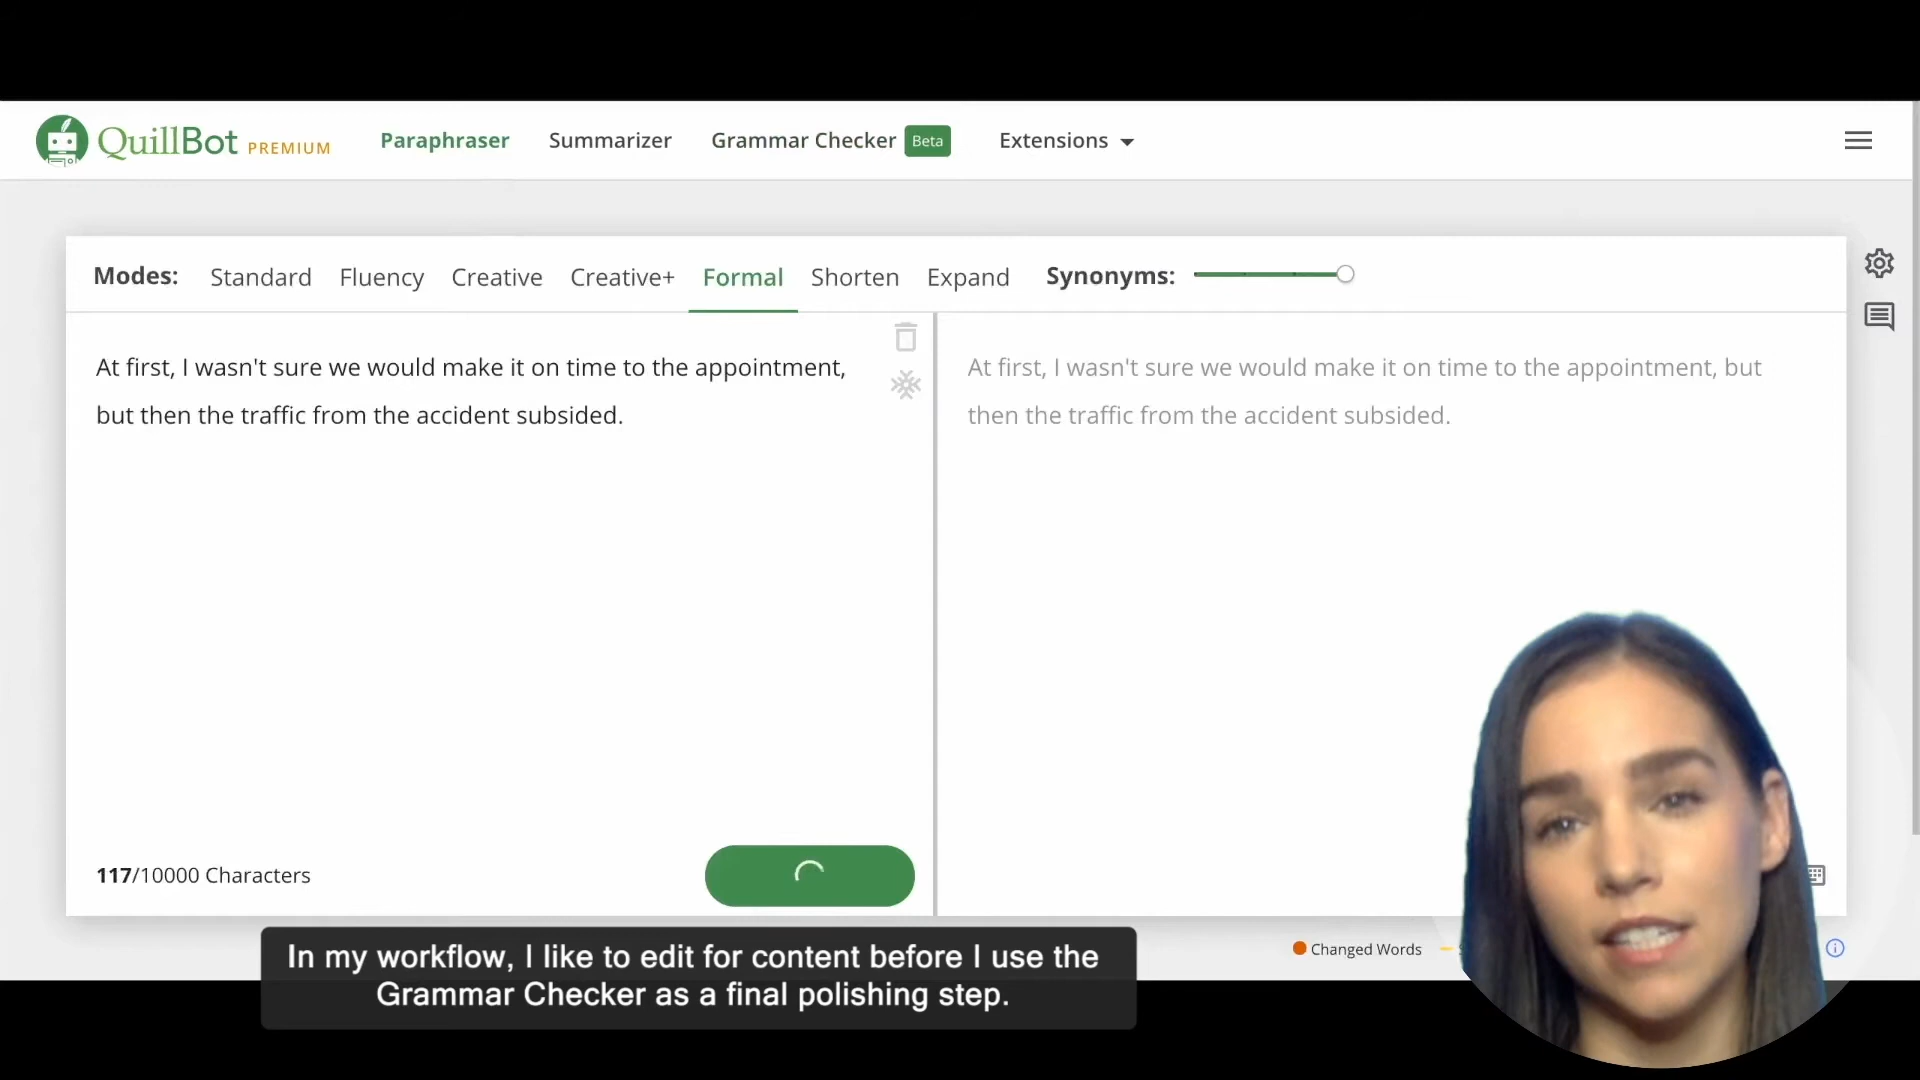 QuillBot PREMIUM Paraphraser Summarizer Grammar Checker Beta Extensions
Modes: Standard Fluency Creative Creative+ Formal Shorten Expand Synonyms:
At first, I wasn't sure we would make it on time to the appointment,
but then the traffic from the accident subsided.
At first, I wasn't sure we would make it on time to the appointment, but
then the traffic from the accident subsided.
117/10000 Characters
Changed Words
In my workflow, I like to edit for content before I use the
Grammar Checker as a final polishing step.